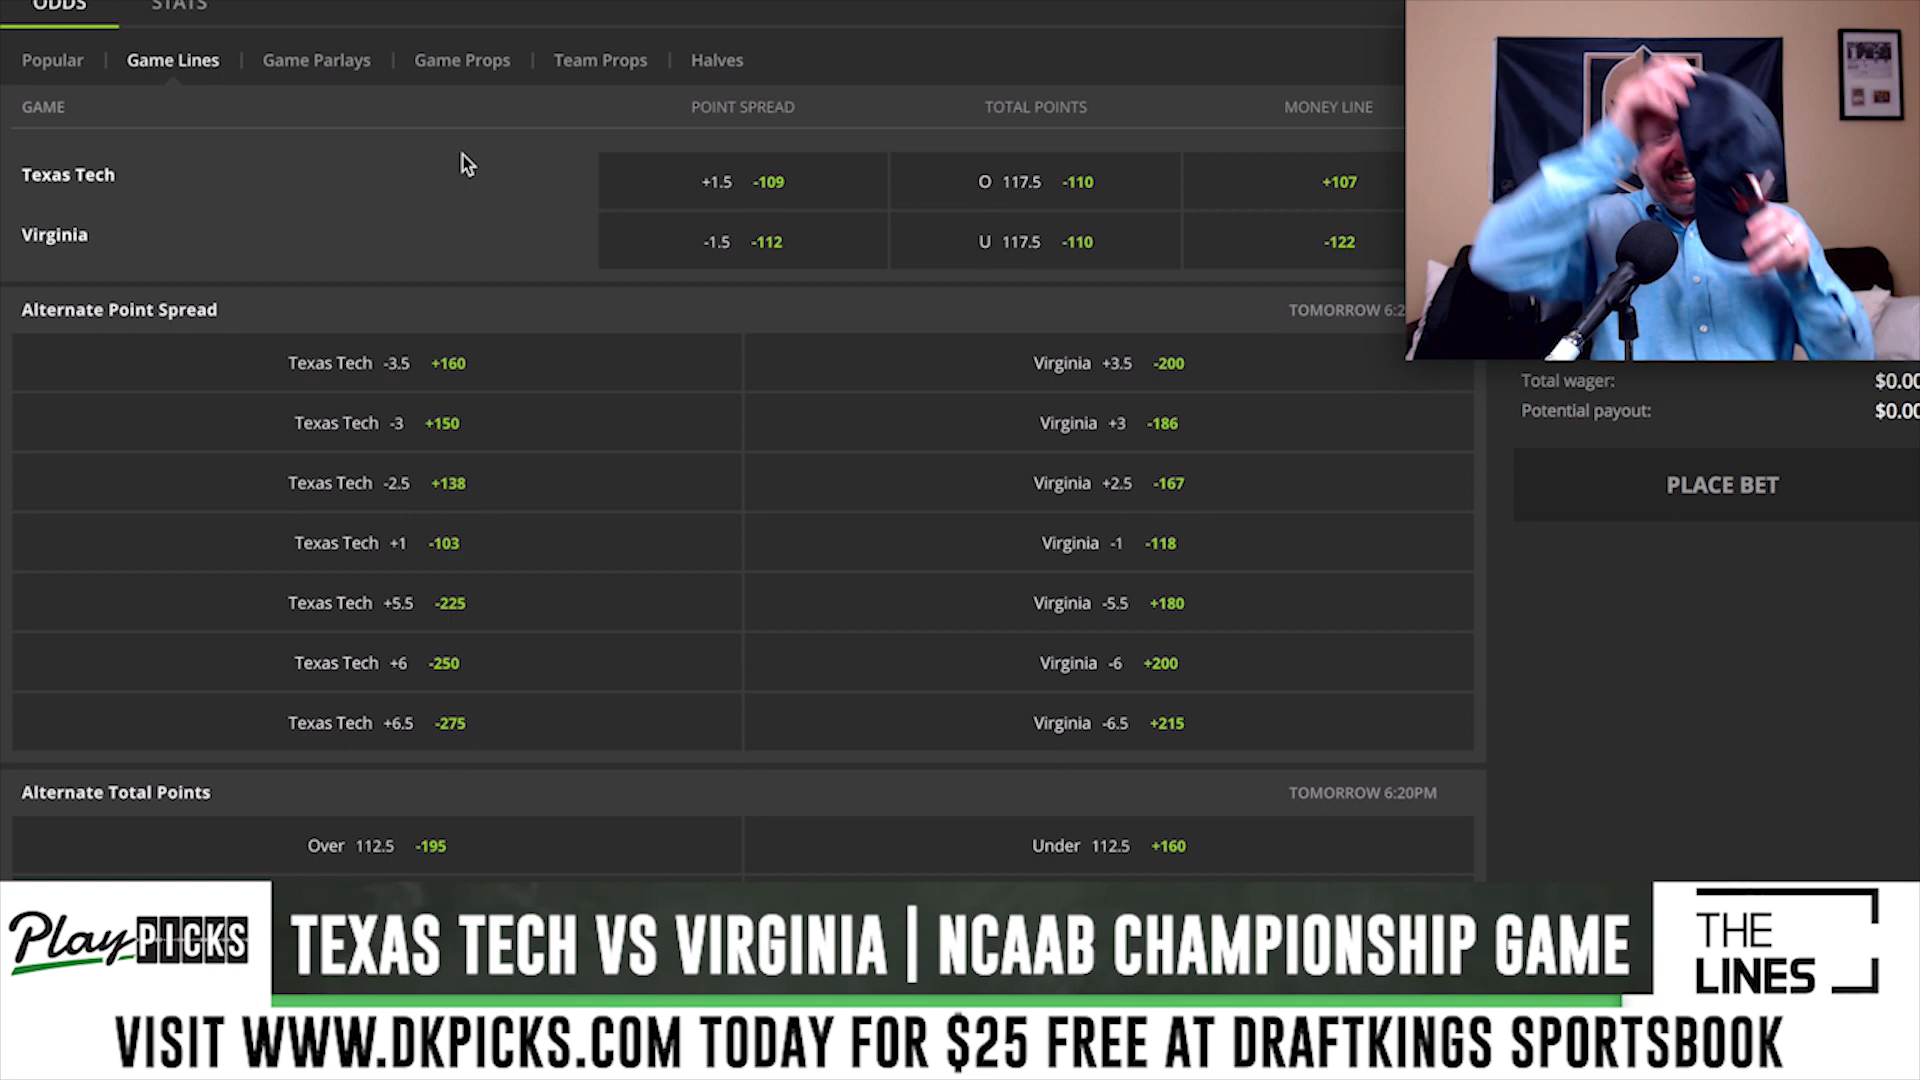 ODDS STATS
Popular | Game Lines | Game Parlays | Game Props | Team Props | Halves
GAME POINT SPREAD TOTAL POINTS MONEY LINE
Texas Tech +1.5 -109 O 117.5 -110 +107
Virginia -1.5 -112 U 117.5 -110 -122
Alternate Point Spread TOMORROW 6:2
Texas Tech -3.5 +160 Virginia +3.5 -200
Texas Tech -3 +150 Virginia +3 -186
Texas Tech -2.5 +138 Virginia +2.5 -167
Texas Tech +1 -103 Virginia -1 -118
Texas Tech +5.5 -225 Virginia -5.5 +180
Texas Tech +6 -250 Virginia -6 +200
Texas Tech +6.5 -275 Virginia -6.5 +215
Total wager: $0.00
Potential payout: $0.00
PLACE BET
Alternate Total Points TOMORROW 6:20PM
Over 112.5 -195 Under 112.5 +160
PlayPICKS
TEXAS TECH VS VIRGINIA | NCAAB CHAMPIONSHIP GAME
THE
LINES
VISIT WWW.DKPICKS.COM TODAY FOR $25 FREE AT DRAFTKINGS SPORTSBOOK